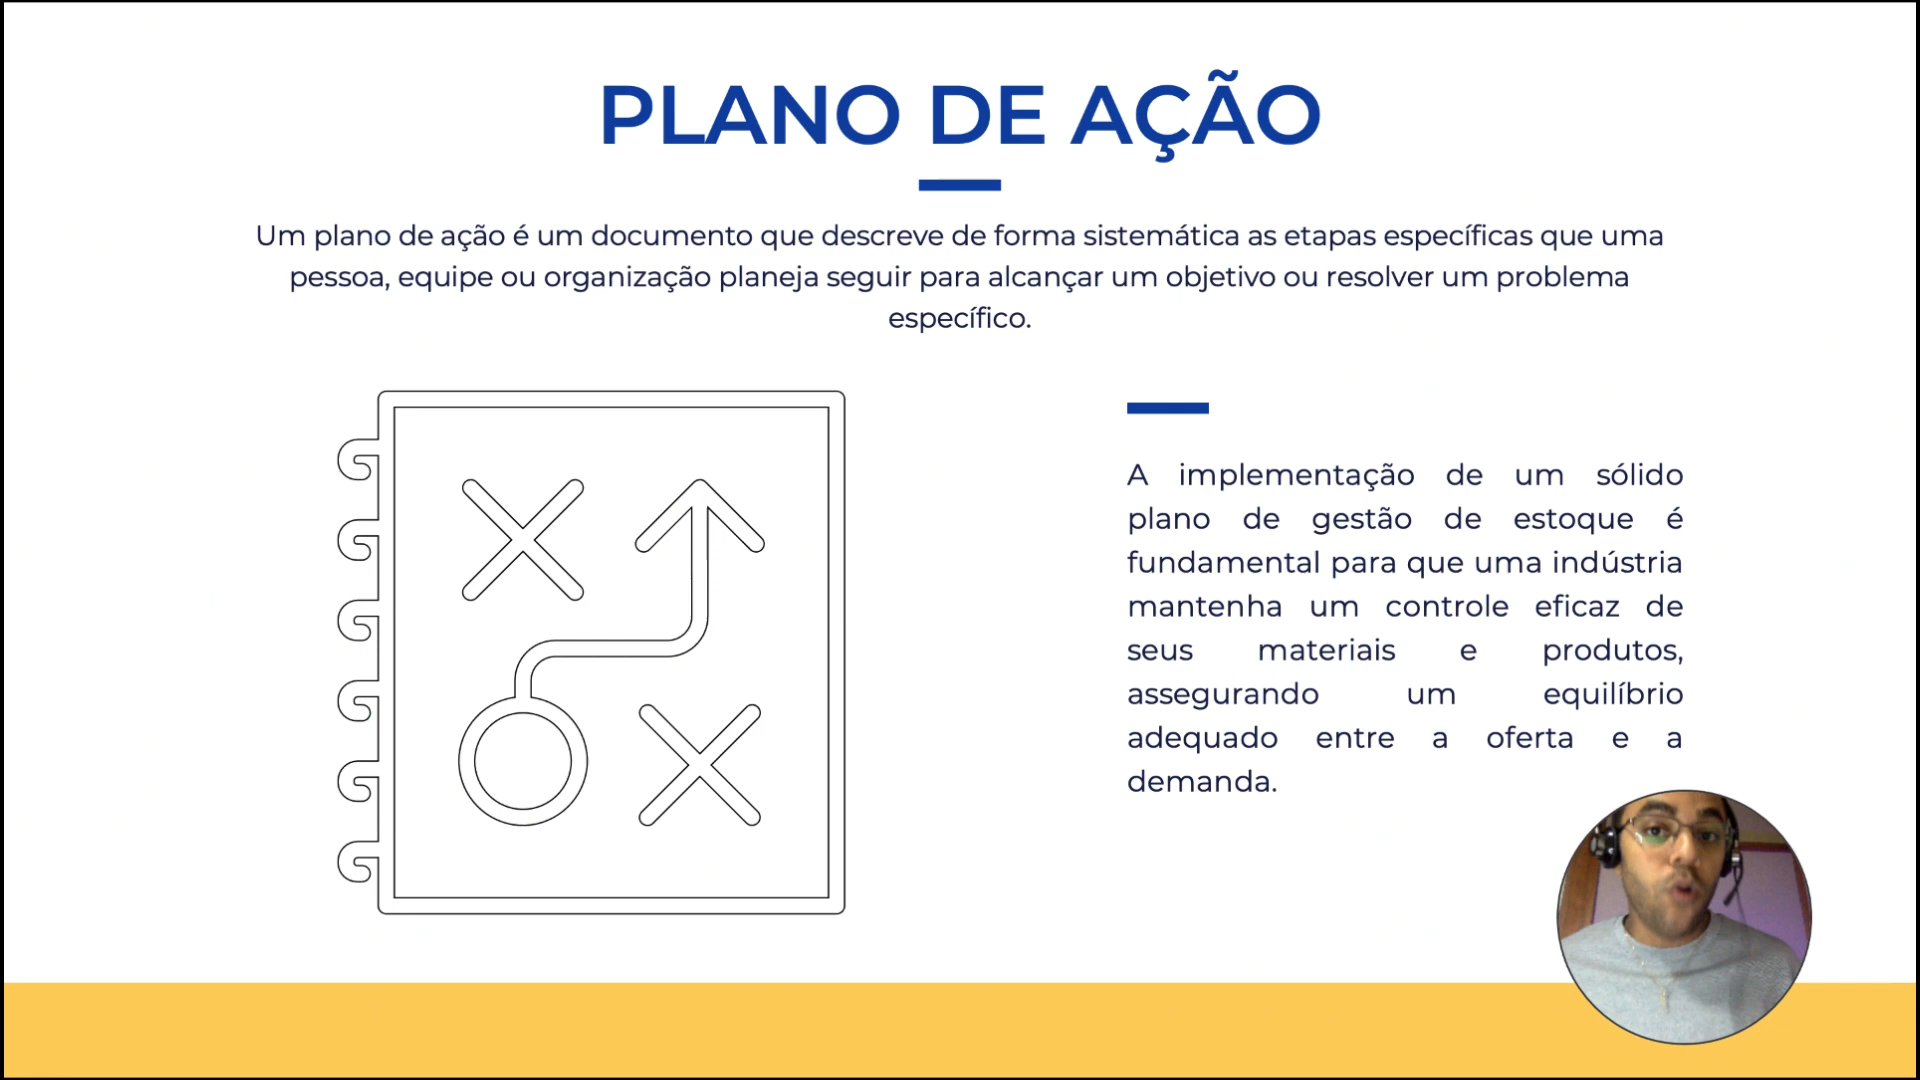 PLANO DE AÇÃO
Um plano de ação é um documento que descreve de forma sistemática as etapas específicas que uma
pessoa, equipe ou organização planeja seguir para alcançar um objetivo ou resolver um problema
específico.
A implementação de um sólido
plano de gestão de estoque é
fundamental para que uma indústria
mantenha um controle eficaz de
seus materiais e produtos,
assegurando um equilíbrio
adequado entre a oferta e a
demanda.